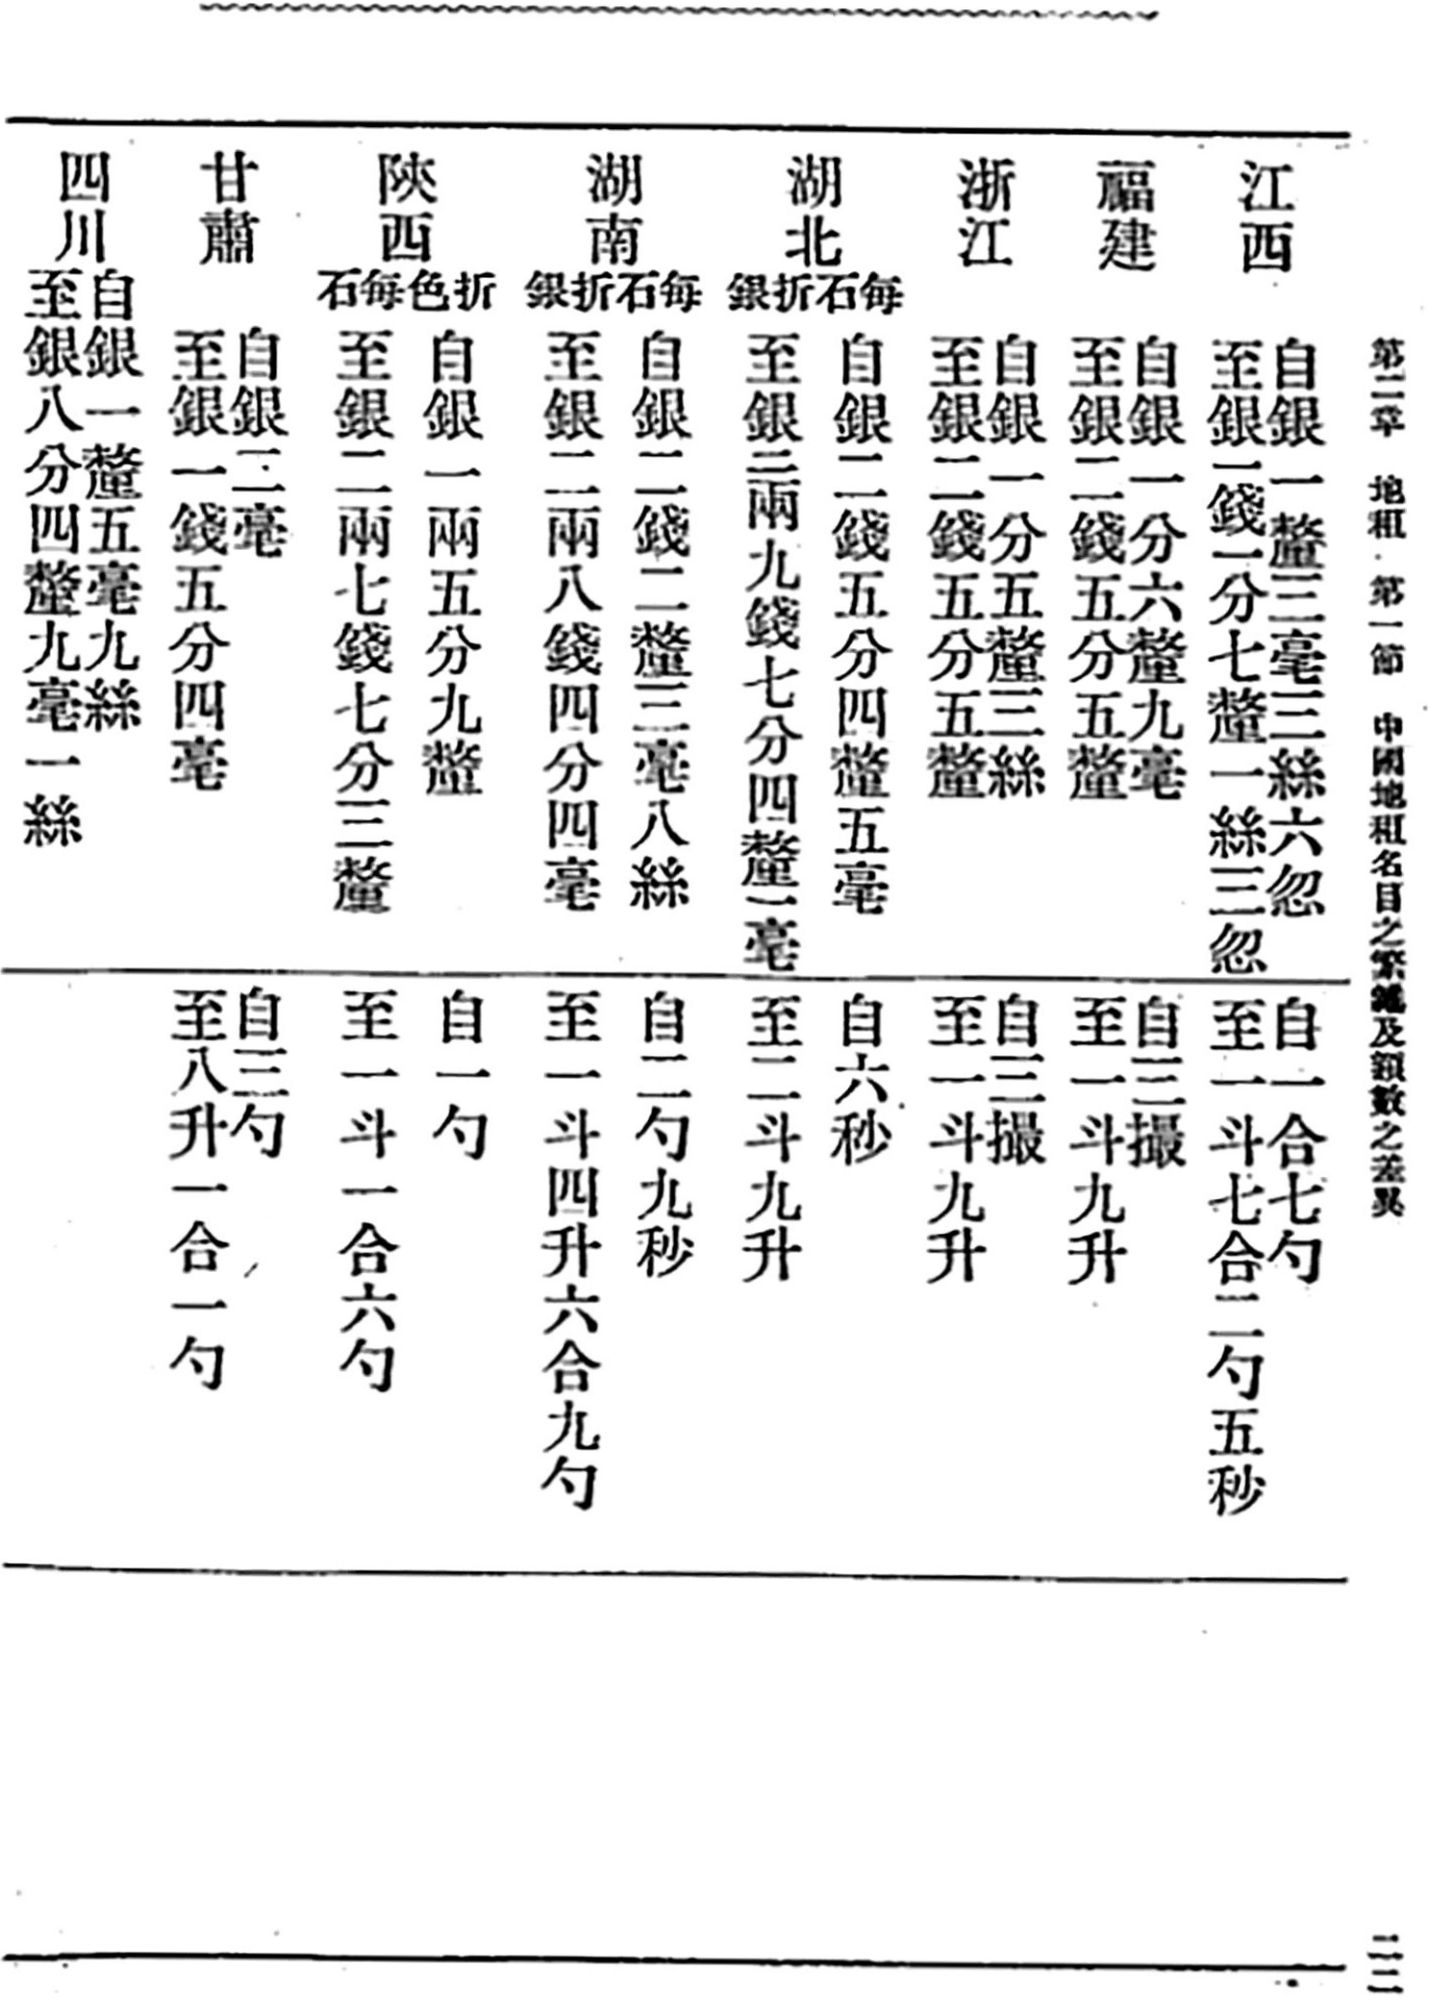 第二章　地租　第一節　中國地租名目之繁雜及額數之差異
二二
江西
自銀一釐三毫三絲六忽
至銀一錢一分七釐一絲三忽
自一合七勺
至一斗七合二勺五秒
福建
自銀一分六釐九毫
至銀二錢五分五釐
自三撮
至一斗九升
浙江
自銀一分五釐三絲
至銀二錢五分五釐
自三撮
至一斗九升
湖北
每石折銀
自銀二錢五分四釐五毫
至銀三兩九錢七分四釐一毫
自六秒
至二斗九升
湖南
每石折銀
自銀二錢二釐三毫八絲
至銀二兩八錢四分四毫
自二勺九秒
至一斗四升六合九勺
陝西
折色每石
自銀一兩五分九釐
至銀二兩七錢七分三釐
自一勺
至一斗一合六勺
甘肅
自銀二毫
至銀一錢五分四毫
自三勺
至八升一合一勺
四川
自銀一釐五毫九絲
至銀八分四釐九毫一絲